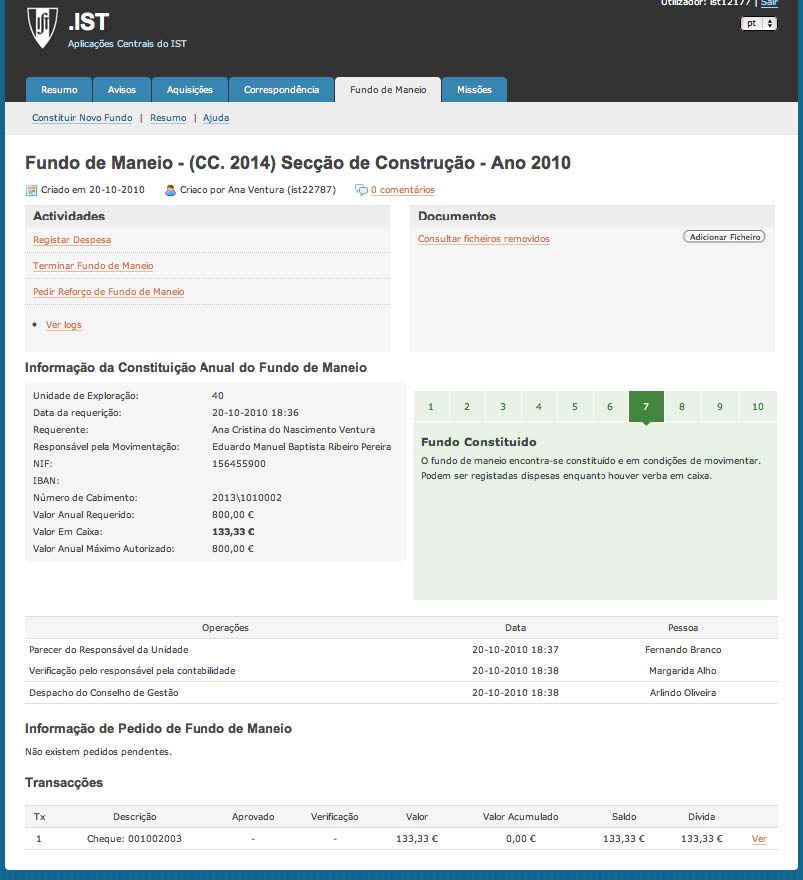 Utilizador: ist12177 | Sair
.IST
pt
Aplicações Centrais do IST
Resumo Avisos Aquisições Correspondência Fundo de Maneio Missões
Constituir Novo Fundo | Resumo | Ajuda
Fundo de Maneio - (CC. 2014) Secção de Construção - Ano 2010
Criado em 20-10-2010 Criaco por Ana Ventura (ist22787) 0 comentários
Actividades
Registar Despesa
Terminar Fundo de Maneio
Pedir Reforço de Fundo de Maneio
Ver logs
Documentos
Consultar ficheiros removidos Adicionar Ficheiro
Informação da Constituição Anual do Fundo de Maneio
Unidade de Exploração: 40
Data da requerição: 20-10-2010 18:36
Requerente: Ana Cristina do Nascimento Ventura
Responsável pela Movimentação: Eduardo Manuel Baptista Ribeiro Pereira
NIF: 156455900
IBAN:
Número de Cabimento: 2013\1010002
Valor Anual Requerido: 800,00 €
Valor Em Caixa: 133,33 €
Valor Anual Máximo Autorizado: 800,00 €
1 2 3 4 5 6 7 8 9 10
Fundo Constituido
O fundo de maneio encontra-se constituido e em condições de movimentar.
Podem ser registadas dispesas enquanto houver verba em caixa.
Operações Data Pessoa
Parecer do Responsável da Unidade 20-10-2010 18:37 Fernando Branco
Verificação pelo responsável pela contabilidade 20-10-2010 18:38 Margarida Alho
Despacho do Conselho de Gestão 20-10-2010 18:38 Arlindo Oliveira
Informação de Pedido de Fundo de Maneio
Não existem pedidos pendentes.
Transacções
Tx Descrição Aprovado Verificação Valor Valor Acumulado Saldo Dívida
1 Cheque: 001002003 - - 133,33 € 0,00 € 133,33 € 133,33 € Ver